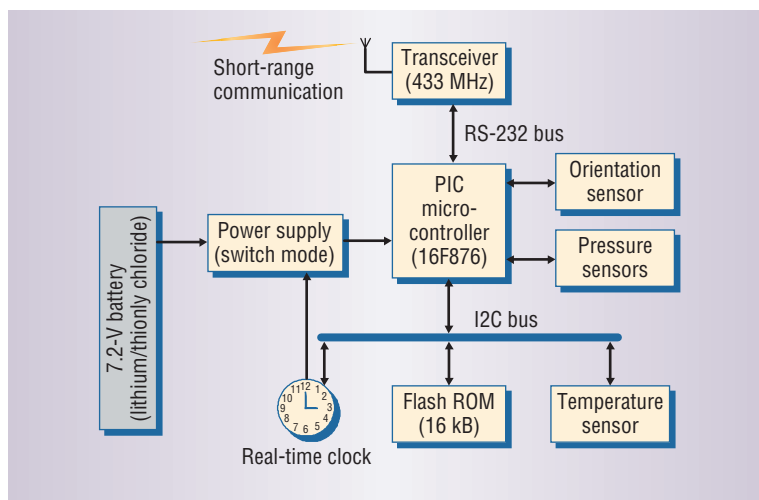 Short-range
communication
Transceiver
(433 MHz)
RS-232 bus
PIC
micro-
controller
(16F876)
Orientation
sensor
Pressure
sensors
7.2-V battery
(lithium/thionly chloride)
Power supply
(switch mode)
I2C bus
12
1
2
3
4
5
6
7
8
9
10
11
Real-time clock
Flash ROM
(16 kB)
Temperature
sensor